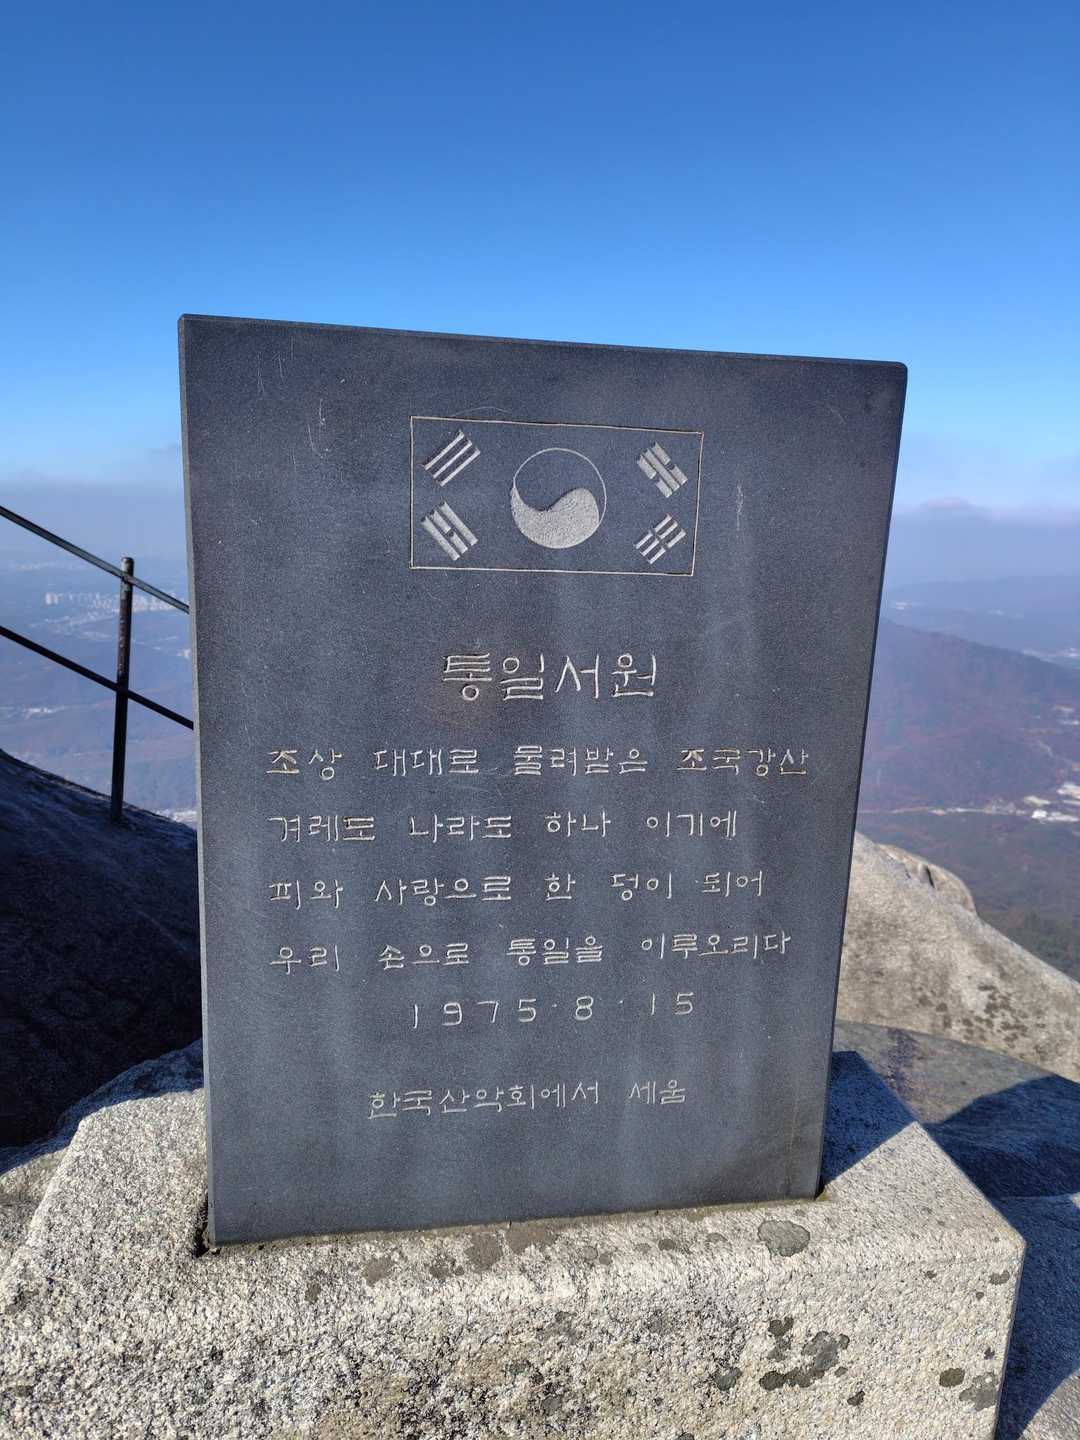 통일서원
조상 대대로 물려받은 조국강산
겨레도 나라도 하나 이기에
피와 사랑으로 한 덩이 되어
우리 손으로 통일을 이루오리다
1975·8·15
한국산악회에서 세움